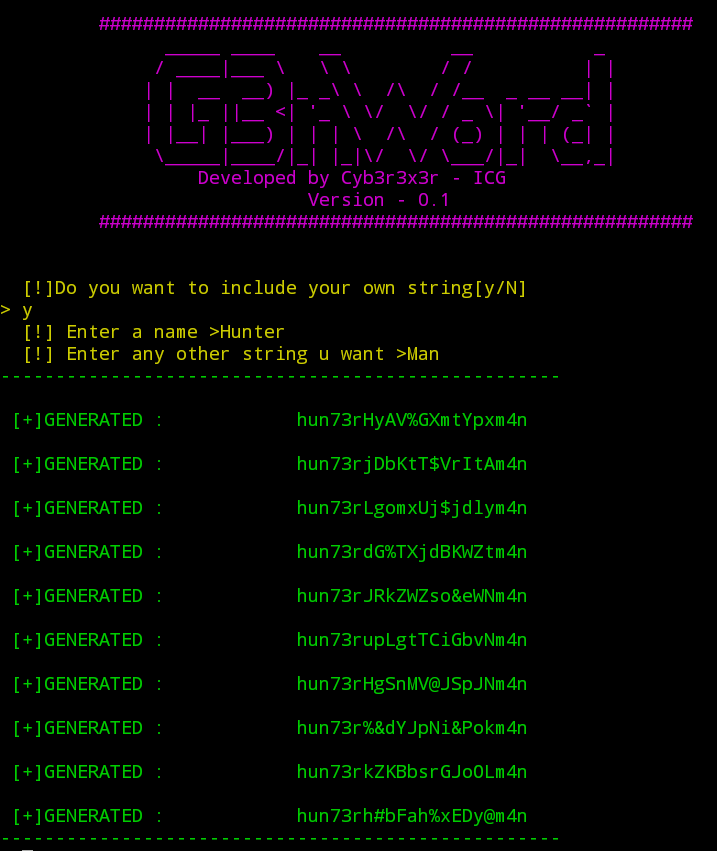 ######################################################
G3nWord
Developed by Cyb3r3x3r - ICG
Version - 0.1
######################################################
[!]Do you want to include your own string[y/N]
> y
[!] Enter a name >Hunter
[!] Enter any other string u want >Man
---------------------------------------------------
[+]GENERATED : hun73rHyAV%GXmtYpxm4n
[+]GENERATED : hun73rjDbKtT$VrItAm4n
[+]GENERATED : hun73rLgomxUj$jdlym4n
[+]GENERATED : hun73rdG%TXjdBKWZtm4n
[+]GENERATED : hun73rJRkZWZso&eWNm4n
[+]GENERATED : hun73rupLgtTCiGbvNm4n
[+]GENERATED : hun73rHgSnMV@JSpJNm4n
[+]GENERATED : hun73r%&dYJpNi&Pokm4n
[+]GENERATED : hun73rkZKBbsrGJoOLm4n
[+]GENERATED : hun73rh#bFah%xEDy@m4n
---------------------------------------------------